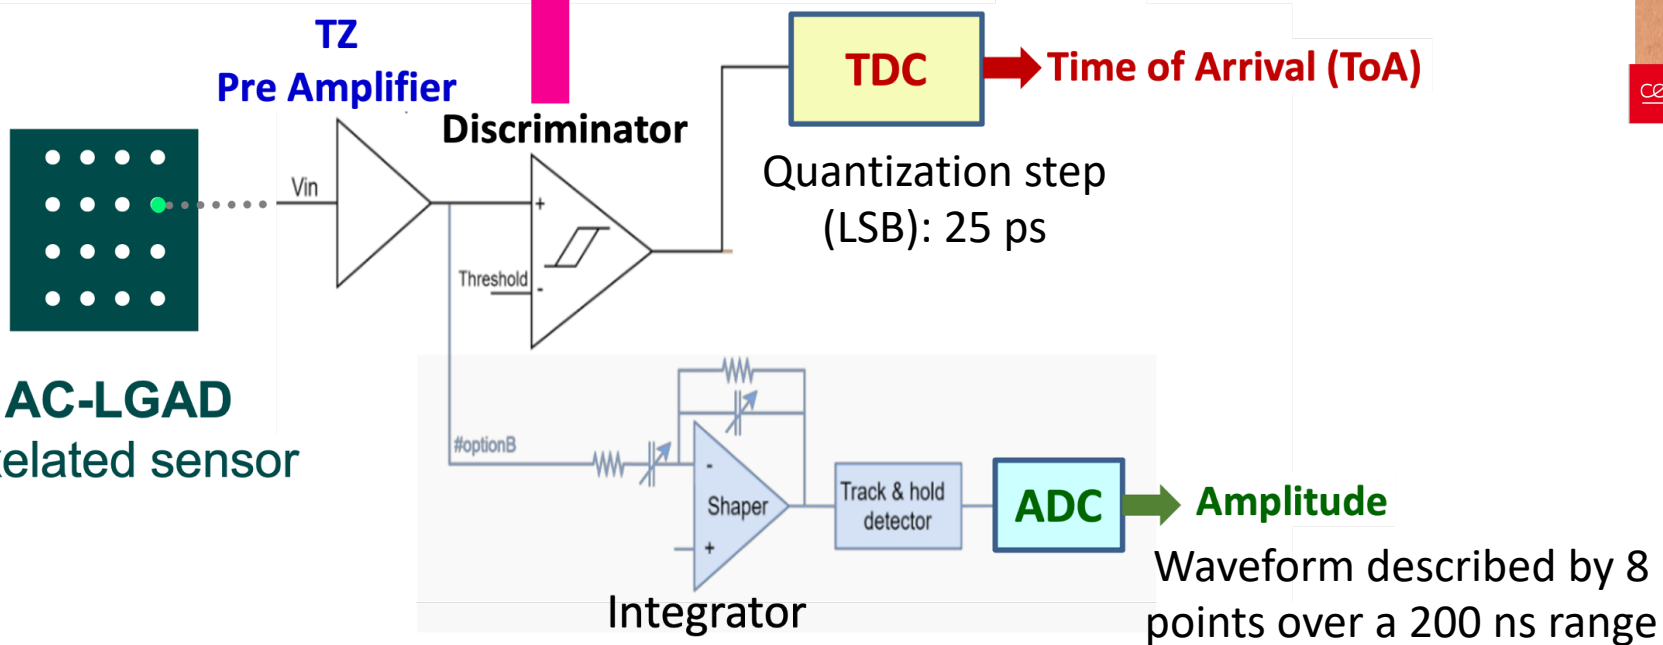 TZ
Pre Amplifier
Discriminator
TDC
Time of Arrival (ToA)
Quantization step
(LSB): 25 ps
Vin
+
Threshold
-
AC-LGAD
sensor
#optionB
-
Shaper
+
Integrator
Track & hold
detector
ADC
Amplitude
Waveform described by 8
points over a 200 ns range